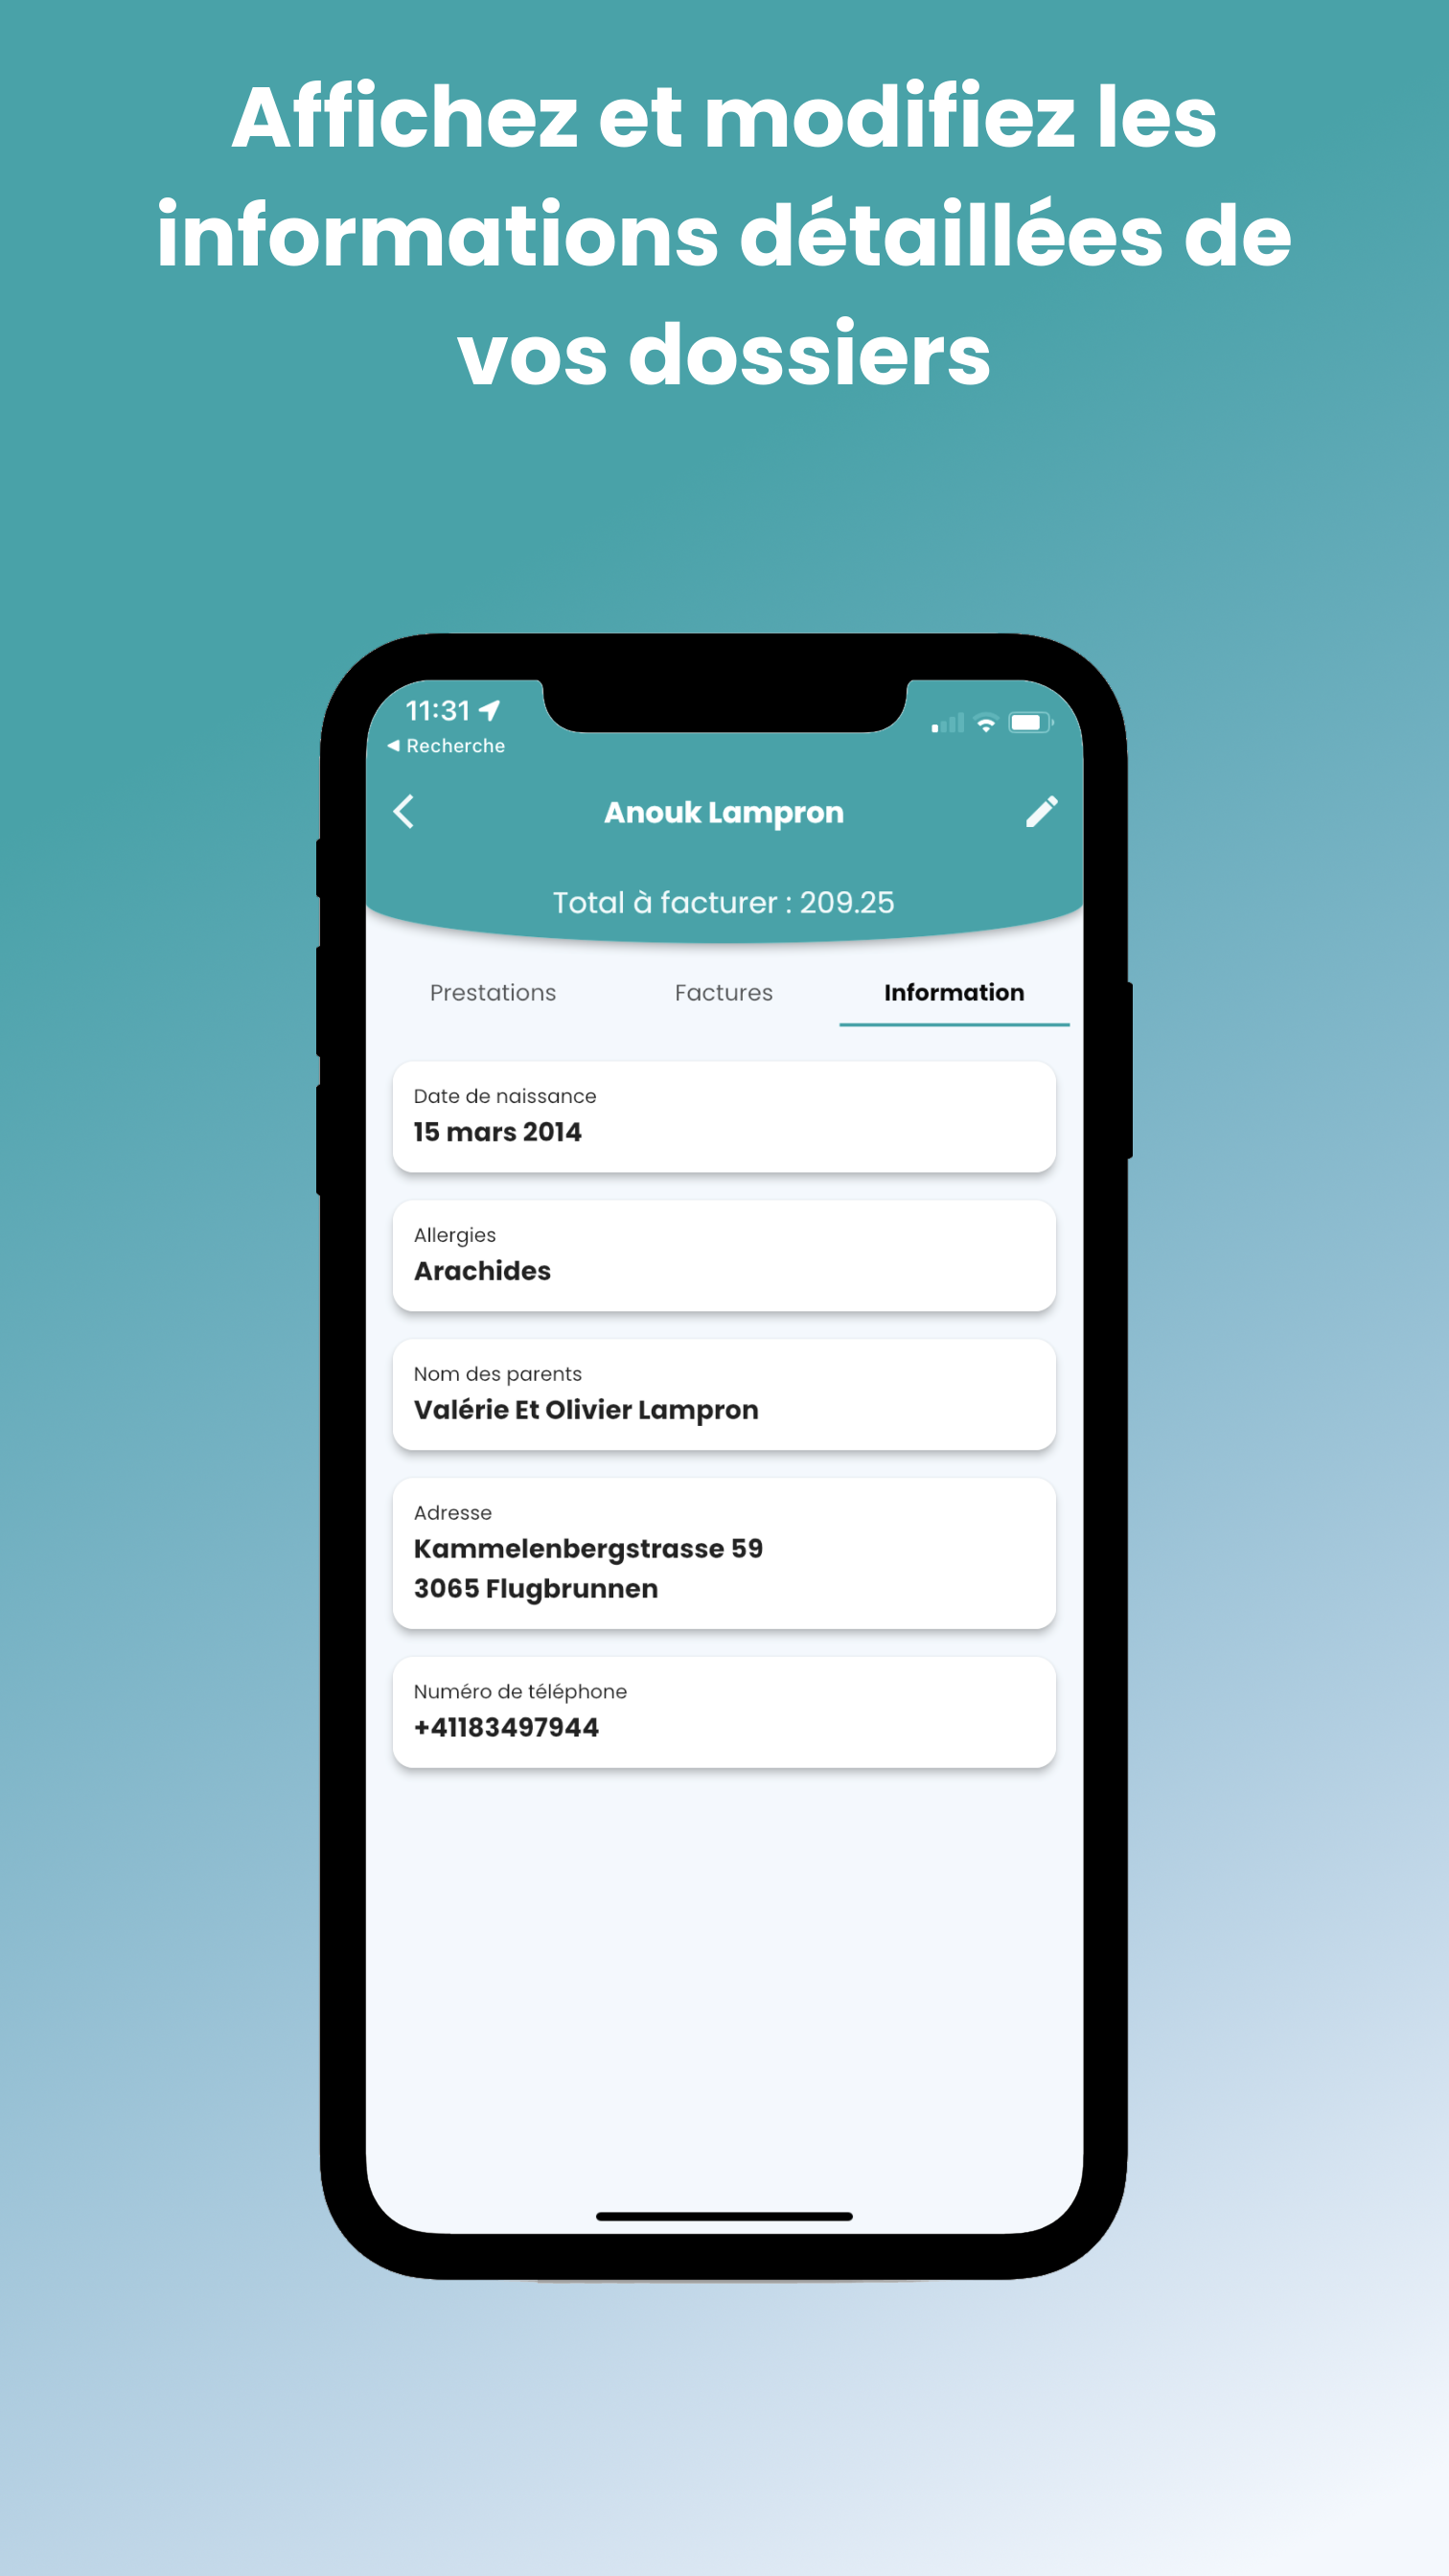 Affichez et modifiez les
informations détaillées de
vos dossiers
11:31
Recherche
Anouk Lampron
Total à facturer : 209.25
Prestations Factures Information
Date de naissance
15 mars 2014
Allergies
Arachides
Nom des parents
Valérie Et Olivier Lampron
Adresse
Kammelenbergstrasse 59
3065 Flugbrunnen
Numéro de téléphone
+41183497944